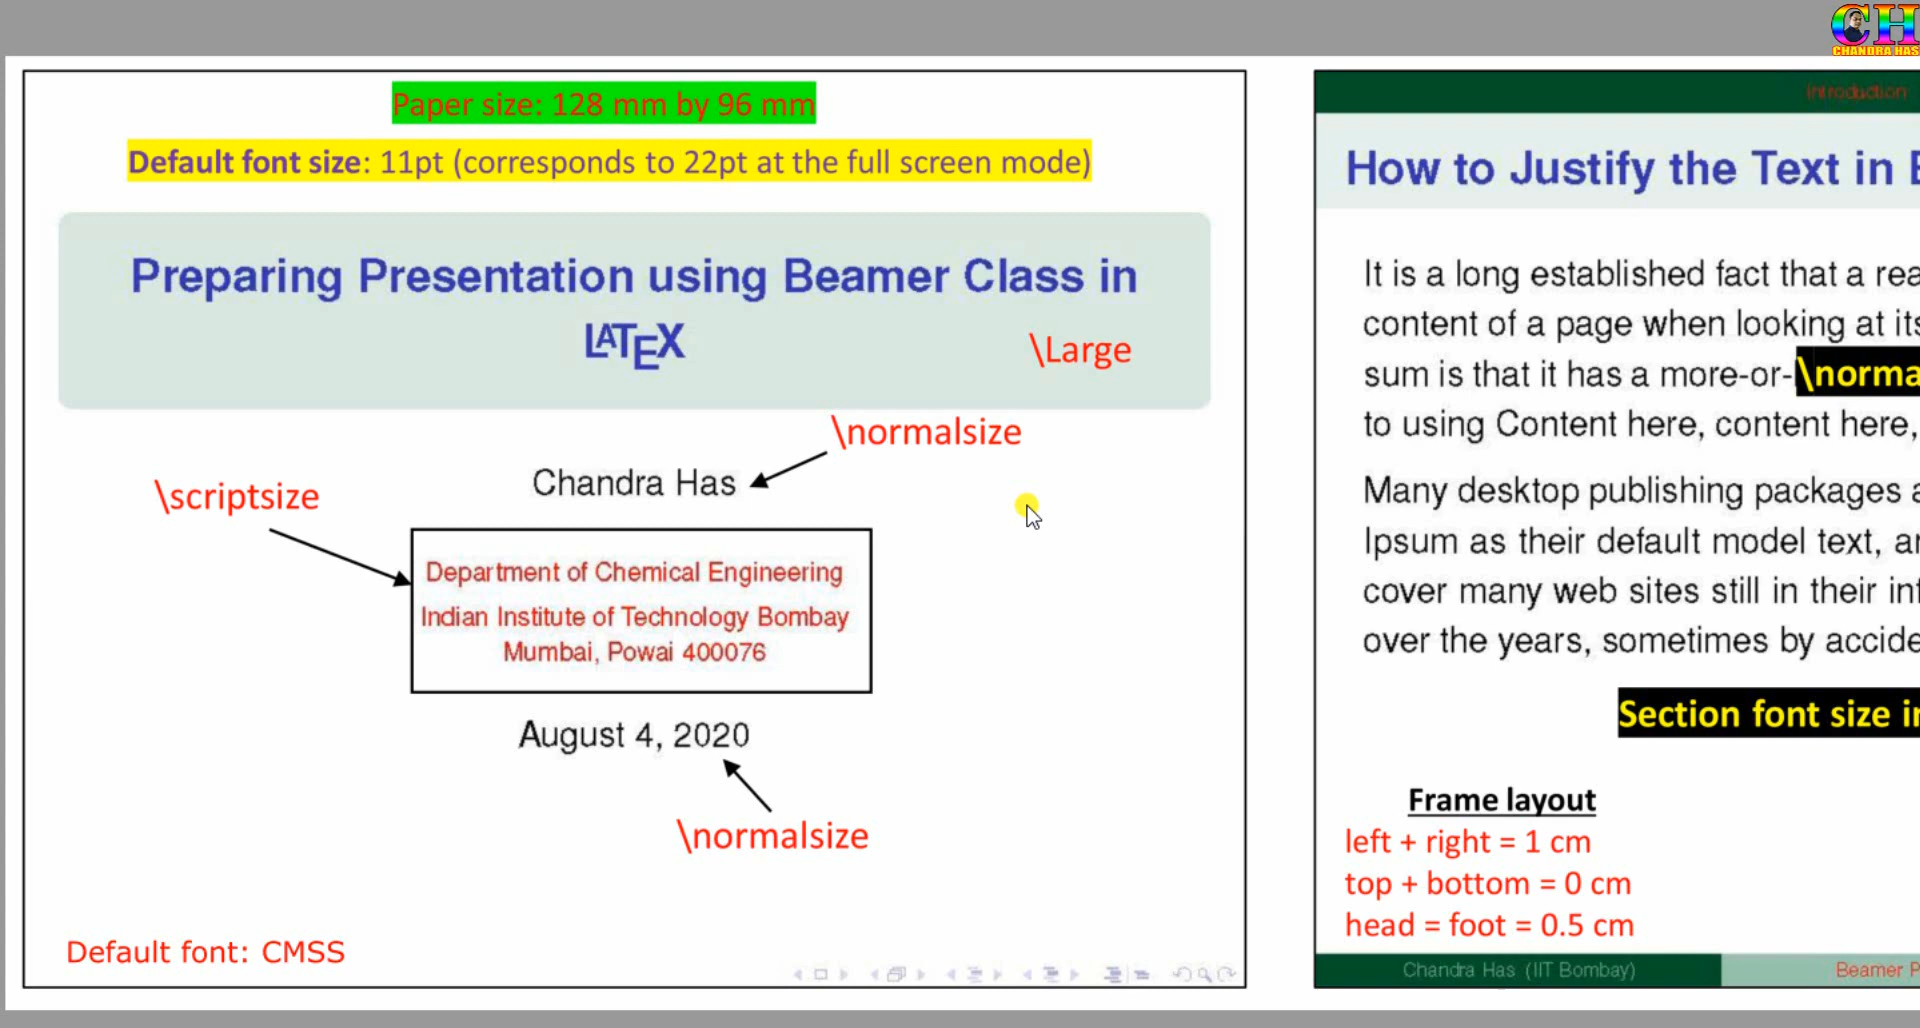 CH
CHANDRA HAS
Paper size: 128 mm by 96 mm
Default font size: 11pt (corresponds to 22pt at the full screen mode)
Preparing Presentation using Beamer Class in
LATEX
\Large
\normalsize
Chandra Has
\scriptsize
Department of Chemical Engineering
Indian Institute of Technology Bombay
Mumbai, Powai 400076
August 4, 2020
\normalsize
Default font: CMSS
Introduction
How to Justify the Text in
It is a long established fact that a rea
content of a page when looking at its
sum is that it has a more-or-\norma
to using Content here, content here,
Many desktop publishing packages a
Ipsum as their default model text, an
cover many web sites still in their inf
over the years, sometimes by accide
Section font size in
Frame layout
left + right = 1 cm
top + bottom = 0 cm
head = foot = 0.5 cm
Chandra Has (IIT Bombay)
Beamer P